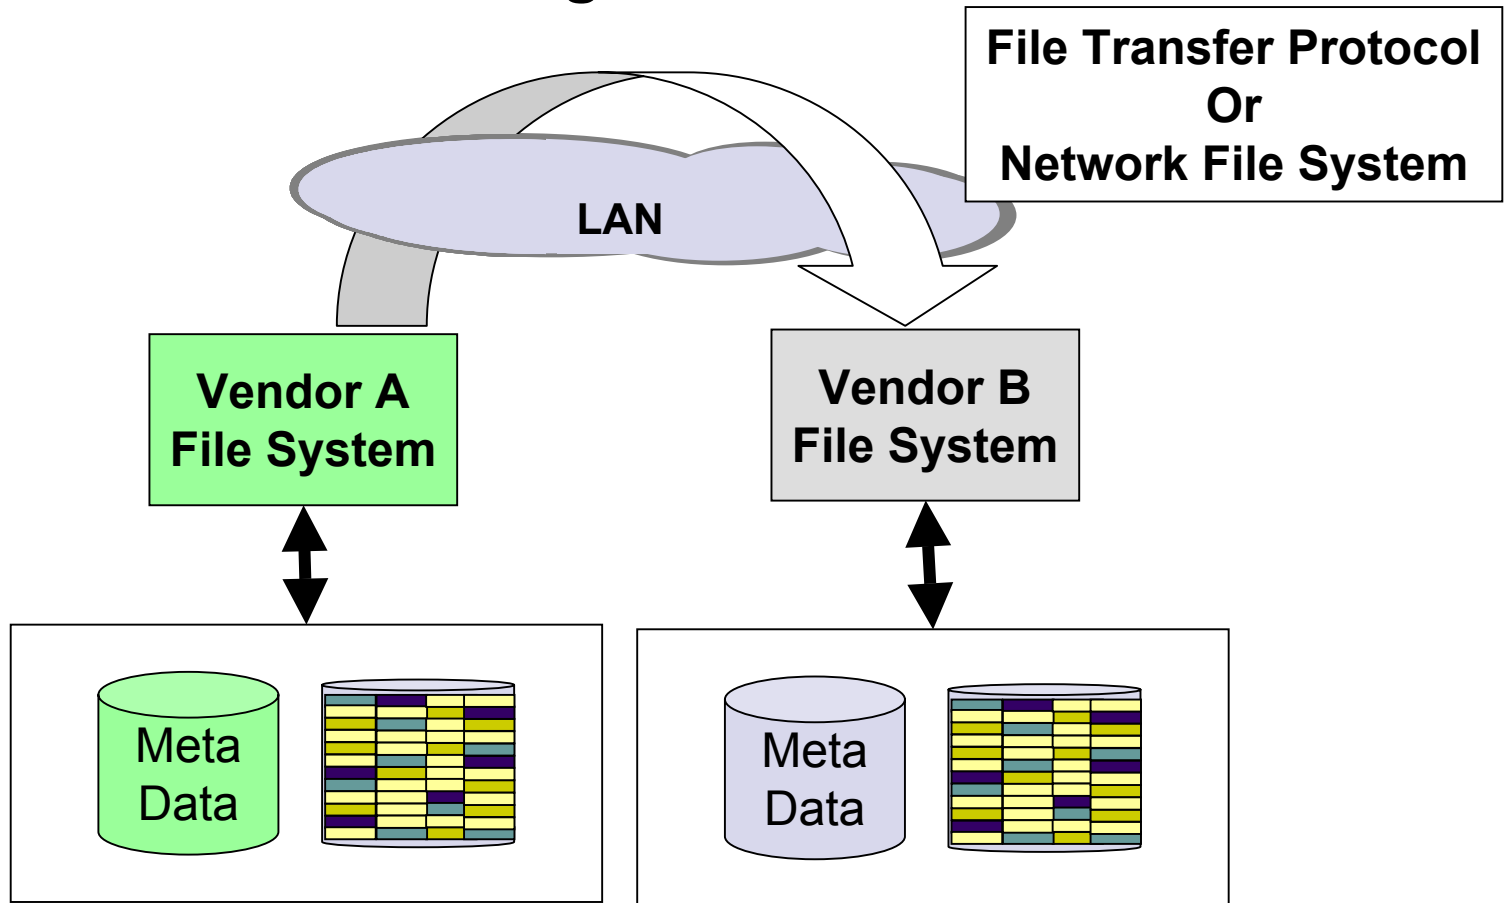 File Transfer Protocol
Or
Network File System
LAN
Vendor A
File System
Vendor B
File System
Meta
Data
Meta
Data